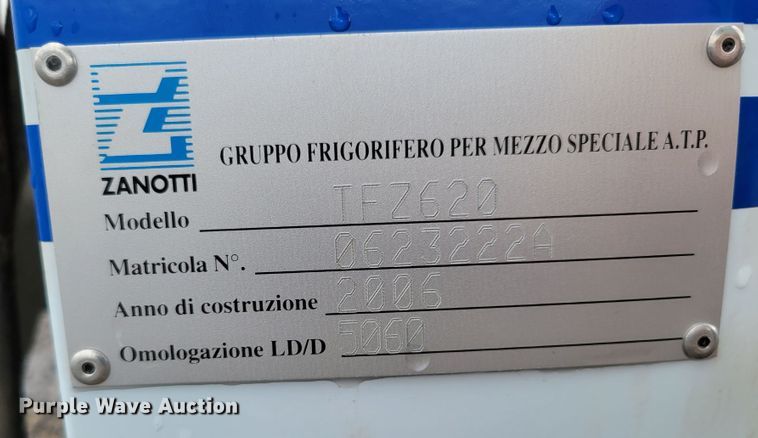 ZANOTTI
GRUPPO FRIGORIFERO PER MEZZO SPECIALE A.T.P.
Modello TFZ620
Matricola N°. 0623222A
Anno di costruzione 2006
Omologazione LD/D 5060
Purple Wave Auction